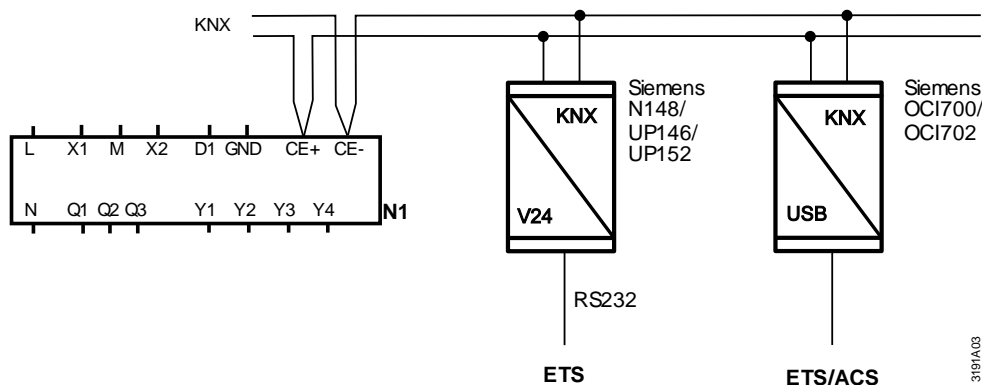 KNX
Siemens
N148/
UP146/
UP152
Siemens
OCI700/
OCI702
KNX
KNX
L X1 M X2 D1 GND CE+ CE-
N Q1 Q2 Q3 Y1 Y2 Y3 Y4
N1
V24
USB
RS232
ETS
ETS/ACS
3191A03